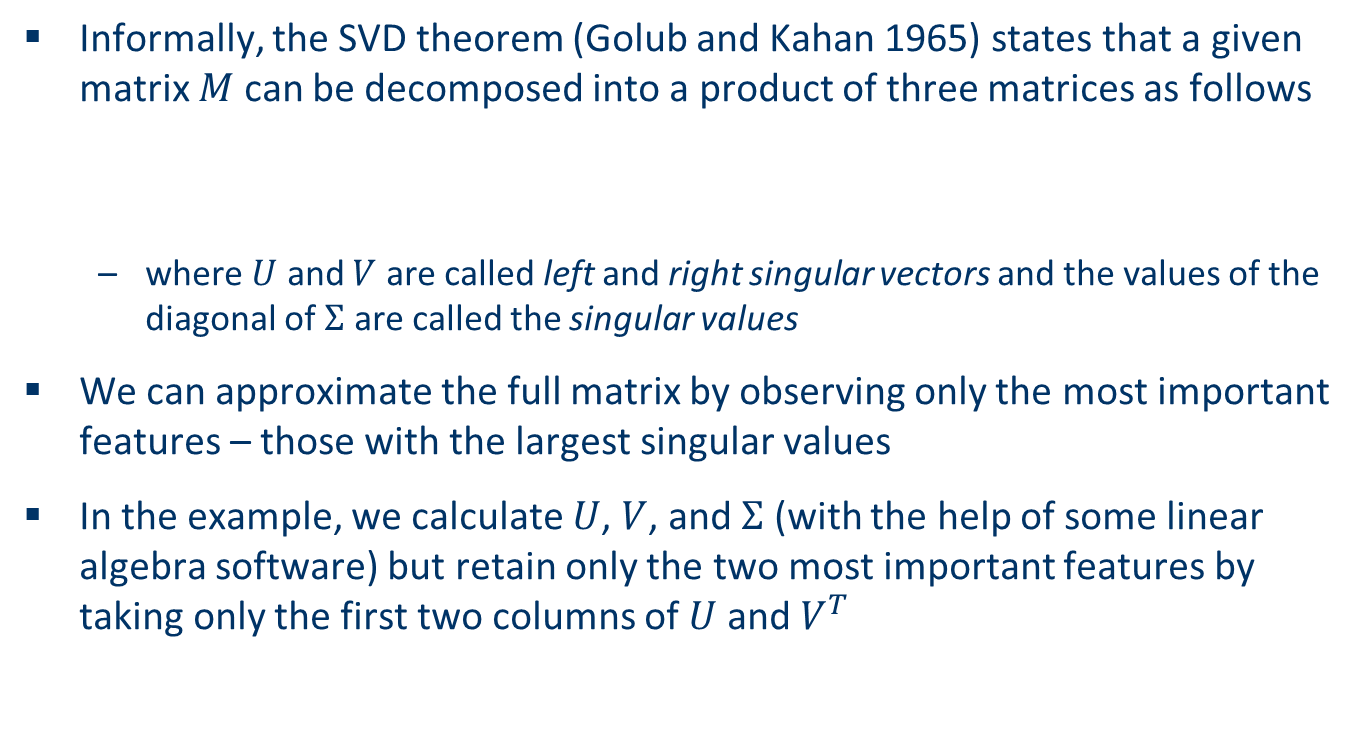 ▪ Informally, the SVD theorem (Golub and Kahan 1965) states that a given
matrix M can be decomposed into a product of three matrices as follows
– where U and V are called left and right singular vectors and the values of the
diagonal of Σ are called the singular values
▪ We can approximate the full matrix by observing only the most important
features – those with the largest singular values
▪ In the example, we calculate U, V, and Σ (with the help of some linear
algebra software) but retain only the two most important features by
taking only the first two columns of U and Vᵀ